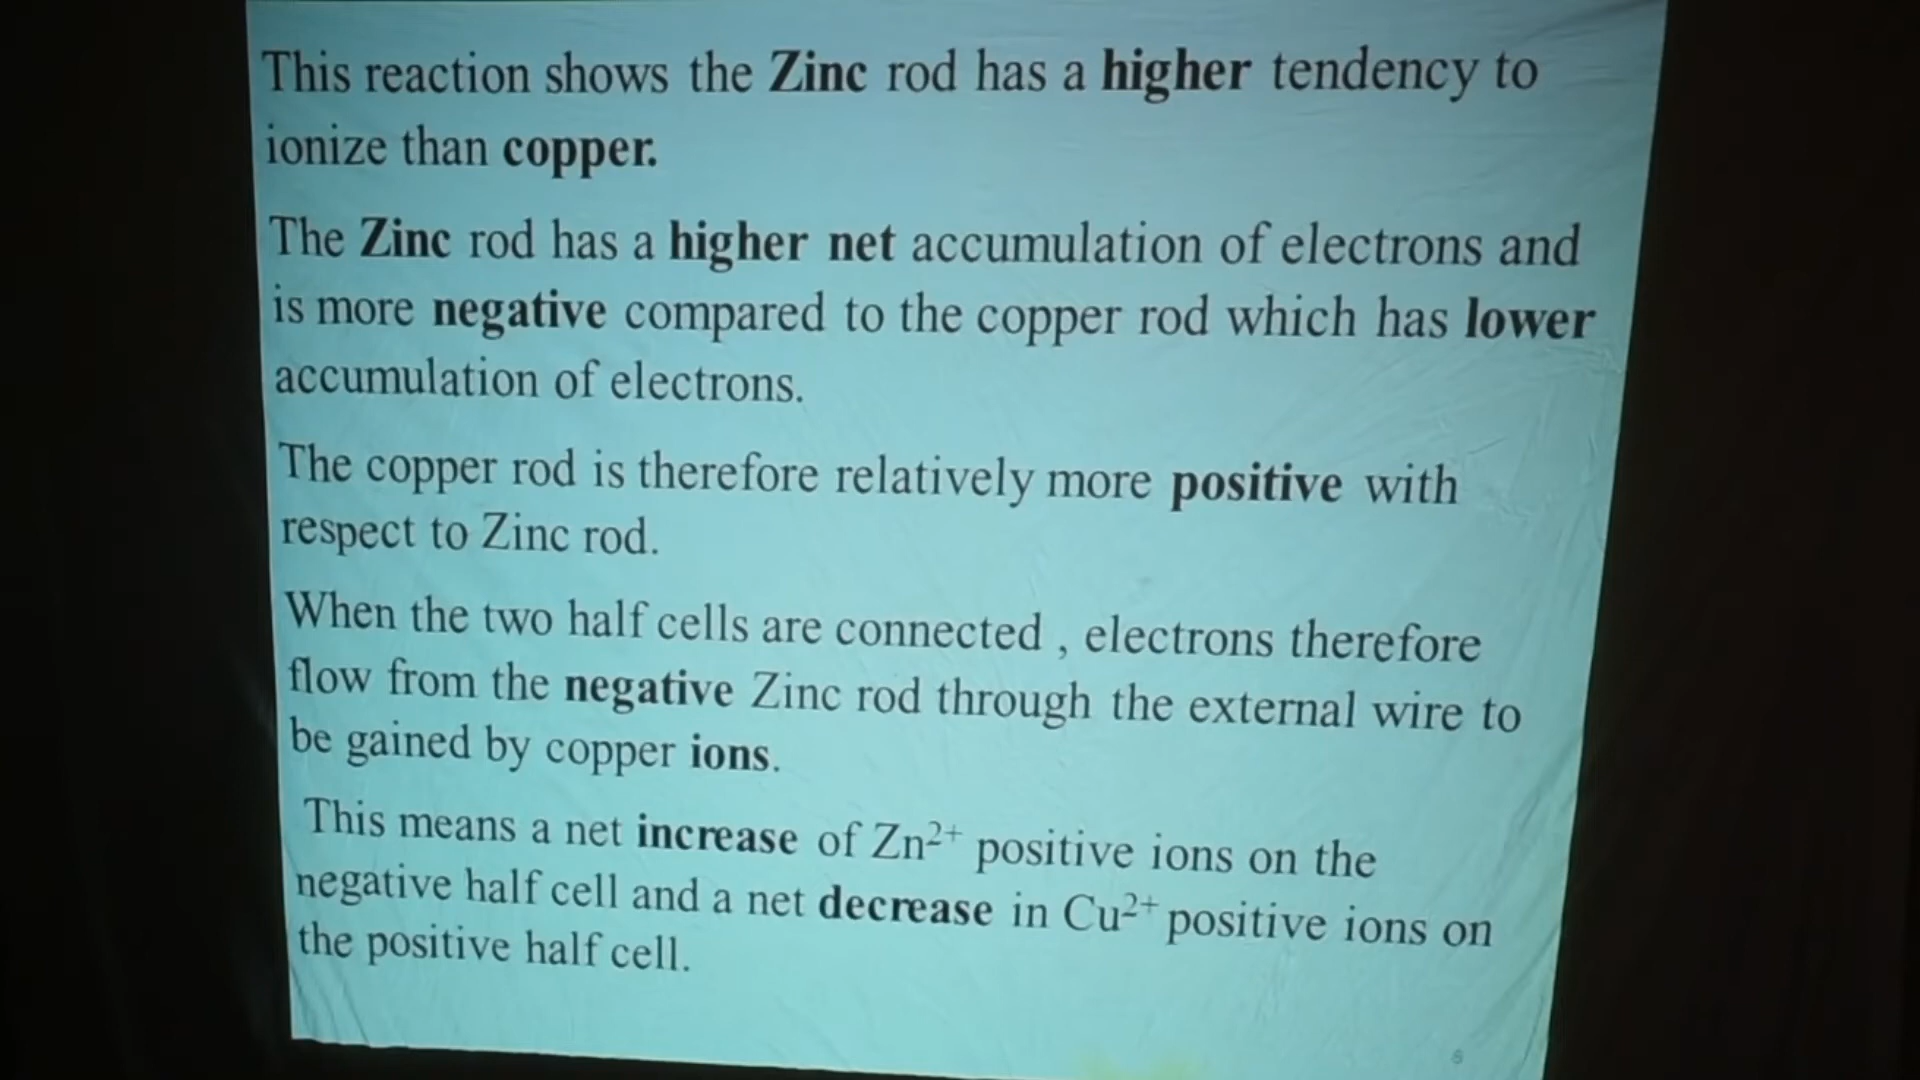 This reaction shows the Zinc rod has a higher tendency to
ionize than copper.
The Zinc rod has a higher net accumulation of electrons and
is more negative compared to the copper rod which has lower
accumulation of electrons.
The copper rod is therefore relatively more positive with
respect to Zinc rod.
When the two half cells are connected , electrons therefore
flow from the negative Zinc rod through the external wire to
be gained by copper ions.
This means a net increase of Zn²⁺ positive ions on the
negative half cell and a net decrease in Cu²⁺ positive ions on
the positive half cell.